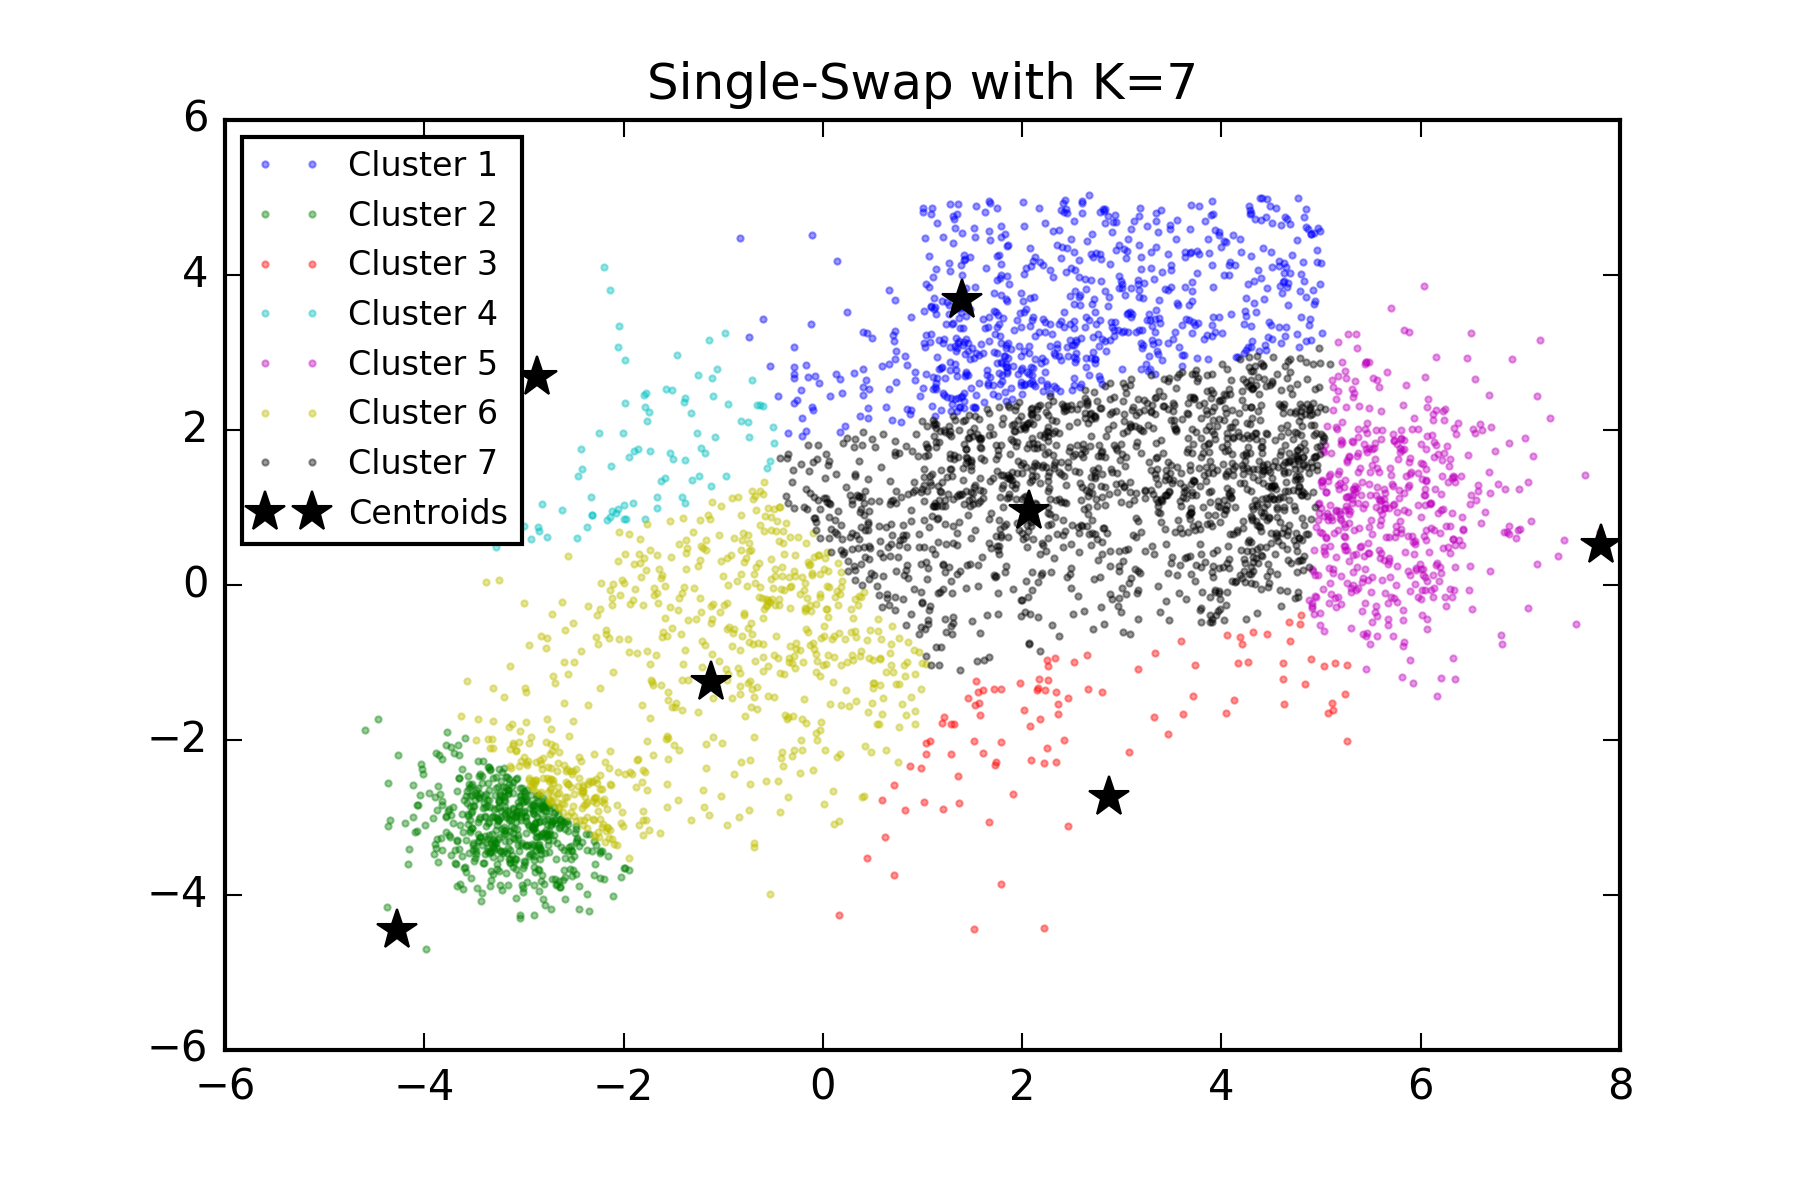 Single-Swap with K=7
6
4
2
0
−2
−4
−6
Cluster 1
Cluster 2
Cluster 3
Cluster 4
Cluster 5
Cluster 6
Cluster 7
Centroids
−6 −4 −2 0 2 4 6 8